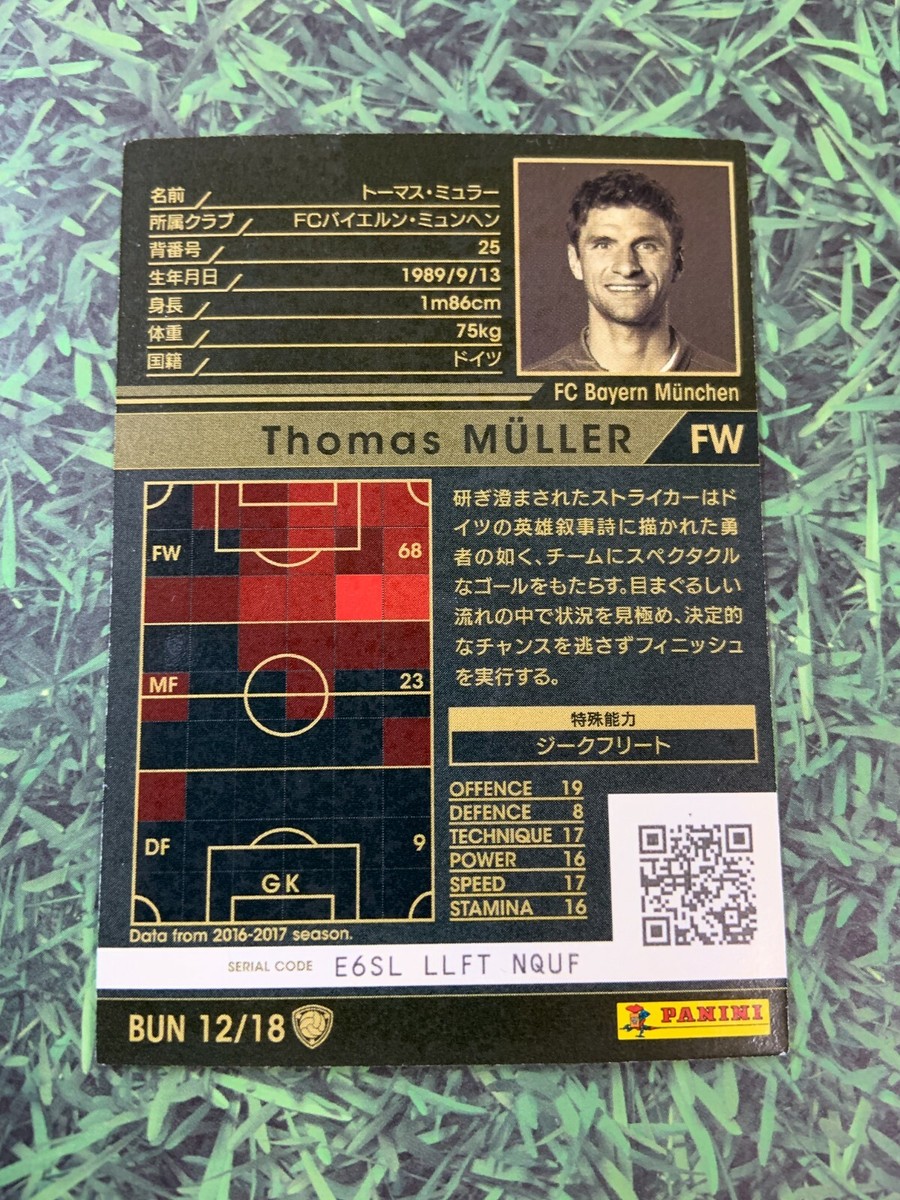 名前 トーマス・ミュラー
所属クラブ FCバイエルン・ミュンヘン
背番号 25
生年月日 1989/9/13
身長 1m86cm
体重 75kg
国籍 ドイツ
FC Bayern München
Thomas MÜLLER FW
FW 68
MF 23
DF 9
GK
Data from 2016-2017 season.
研ぎ澄まされたストライカーはド
イツの英雄叙事詩に描かれた勇
者の如く、チームにスペクタクル
なゴールをもたらす。目まぐるしい
流れの中で状況を見極め、決定的
なチャンスを逃さずフィニッシュ
を実行する。
特殊能力
ジークフリート
OFFENCE 19
DEFENCE 8
TECHNIQUE 17
POWER 16
SPEED 17
STAMINA 16
SERIAL CODE E6SL LLFT NQUF
BUN 12/18
PANINI